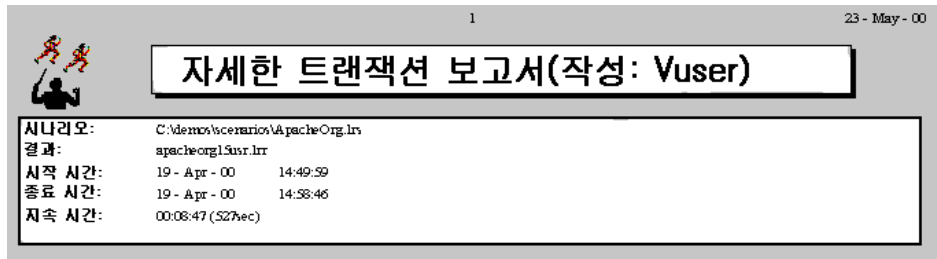 1
23 - May - 00
자세한 트랜잭션 보고서(작성: Vuser)
시나리오: C:\demos\scenarios\ApacheOrg.lrs
결과: apacheorg15usr.lrr
시작 시간: 19 - Apr - 00 14:49:59
종료 시간: 19 - Apr - 00 14:58:46
지속 시간: 00:08:47 (527sec)